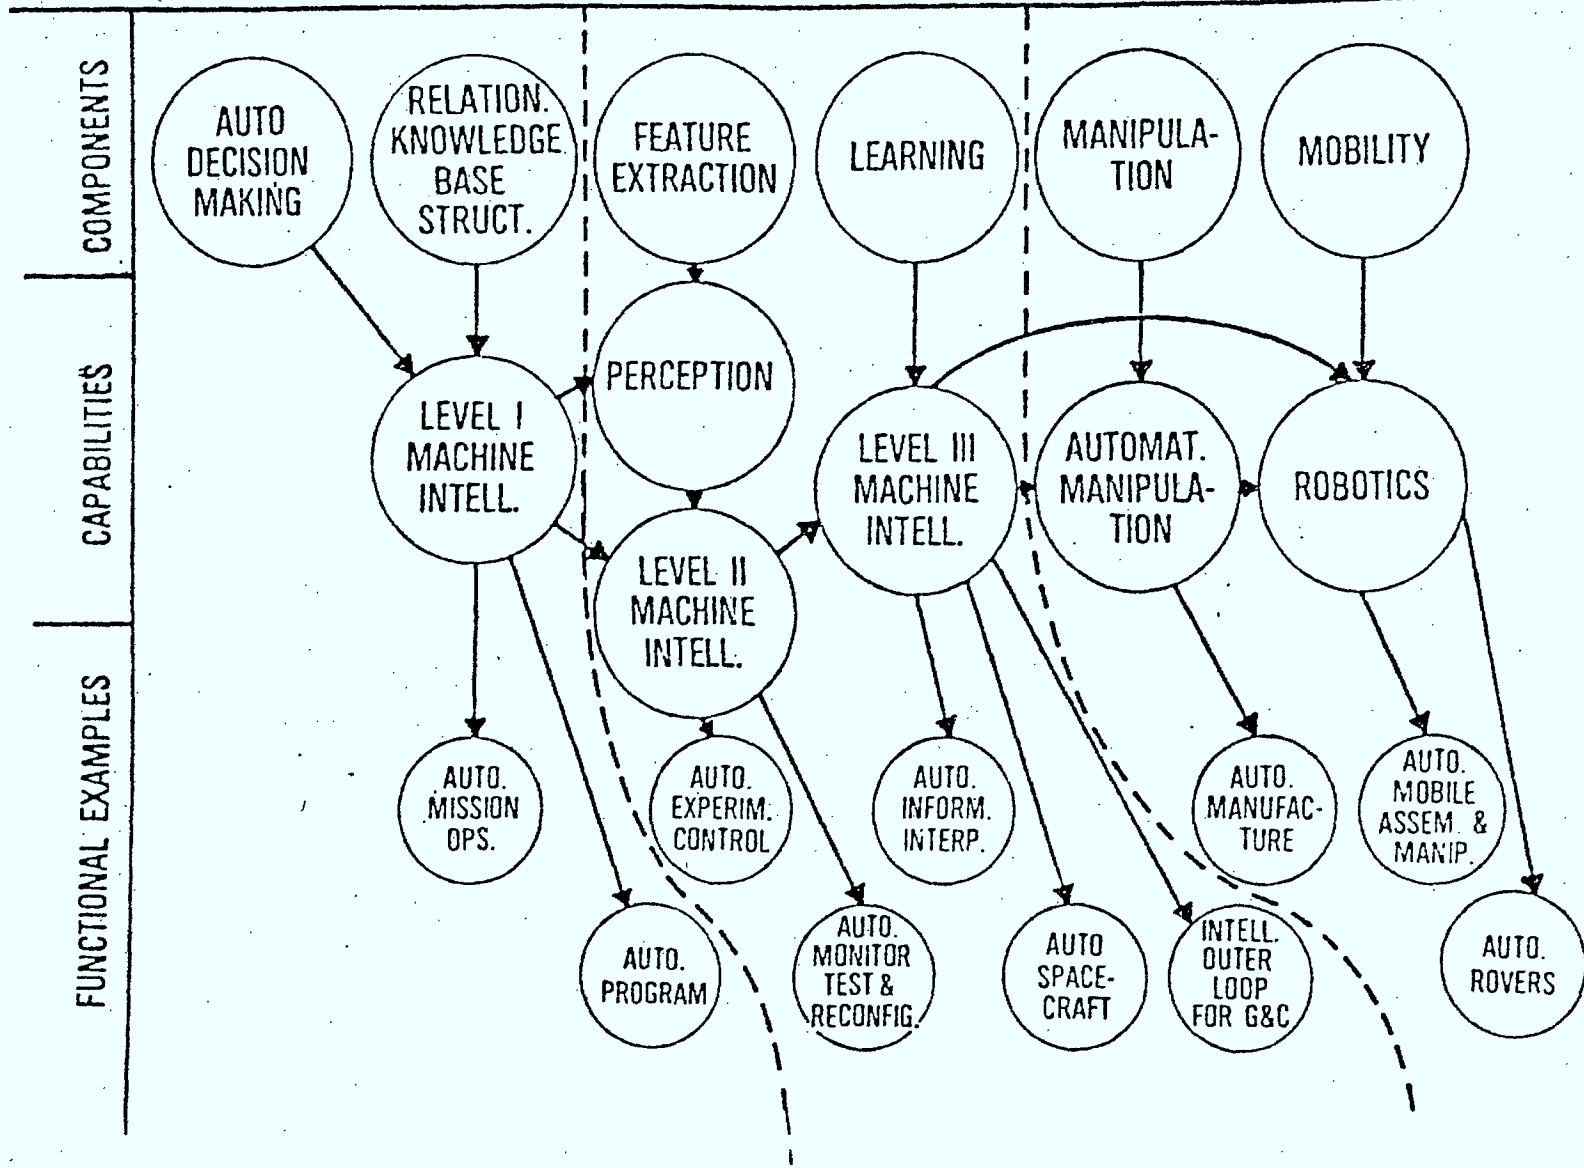 COMPONENTS
AUTO
DECISION
MAKING
RELATION.
KNOWLEDGE
BASE
STRUCT.
FEATURE
EXTRACTION
LEARNING
MANIPULA-
TION
MOBILITY
CAPABILITIES
LEVEL I
MACHINE
INTELL.
PERCEPTION
LEVEL II
MACHINE
INTELL.
LEVEL III
MACHINE
INTELL.
AUTOMAT.
MANIPULA-
TION
ROBOTICS
FUNCTIONAL EXAMPLES
AUTO.
MISSION
OPS.
AUTO.
PROGRAM
AUTO.
EXPERIM.
CONTROL
AUTO.
MONITOR
TEST &
RECONFIG.
AUTO.
INFORM.
INTERP.
AUTO
SPACE-
CRAFT
INTELL.
OUTER
LOOP
FOR G&C
AUTO.
MANUFAC-
TURE
AUTO.
MOBILE
ASSEM. &
MANIP.
AUTO.
ROVERS